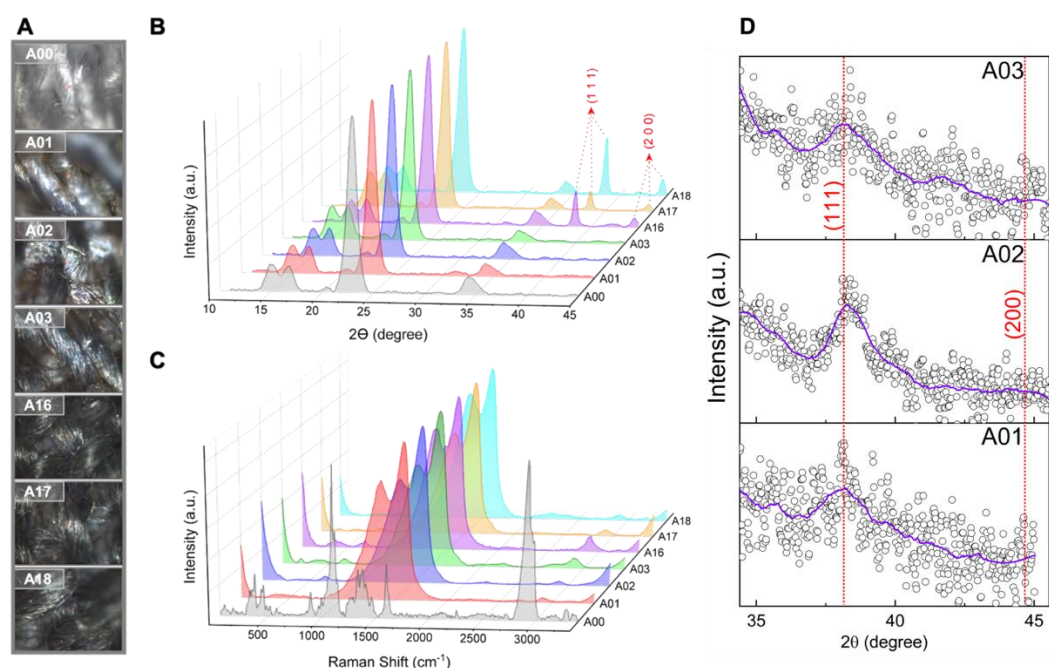 A
A00
A01
A02
A03
A16
A17
A18
B
Intensity (a.u.)
(1 1 1)
(2 0 0)
A18
A17
A16
A03
A02
A01
A00
10 15 20 25 30 35 40 45
2Θ (degree)
C
Intensity (a.u.)
A18
A17
A16
A03
A02
A01
A00
500 1000 1500 2000 2500 3000
Raman Shift (cm⁻¹)
D
A03
(111)
A02
(200)
A01
Intensity (a.u.)
35 40 45
2θ (degree)